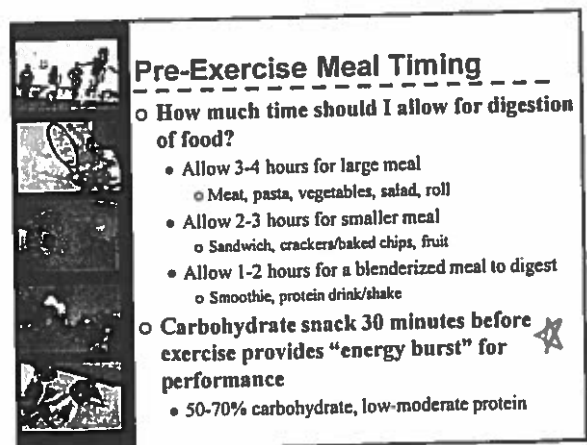 Pre-Exercise Meal Timing
How much time should I allow for digestion
of food?
Allow 3-4 hours for large meal
Meat, pasta, vegetables, salad, roll
Allow 2-3 hours for smaller meal
Sandwich, crackers/baked chips, fruit
Allow 1-2 hours for a blenderized meal to digest
Smoothie, protein drink/shake
Carbohydrate snack 30 minutes before
exercise provides “energy burst” for
performance
50-70% carbohydrate, low-moderate protein